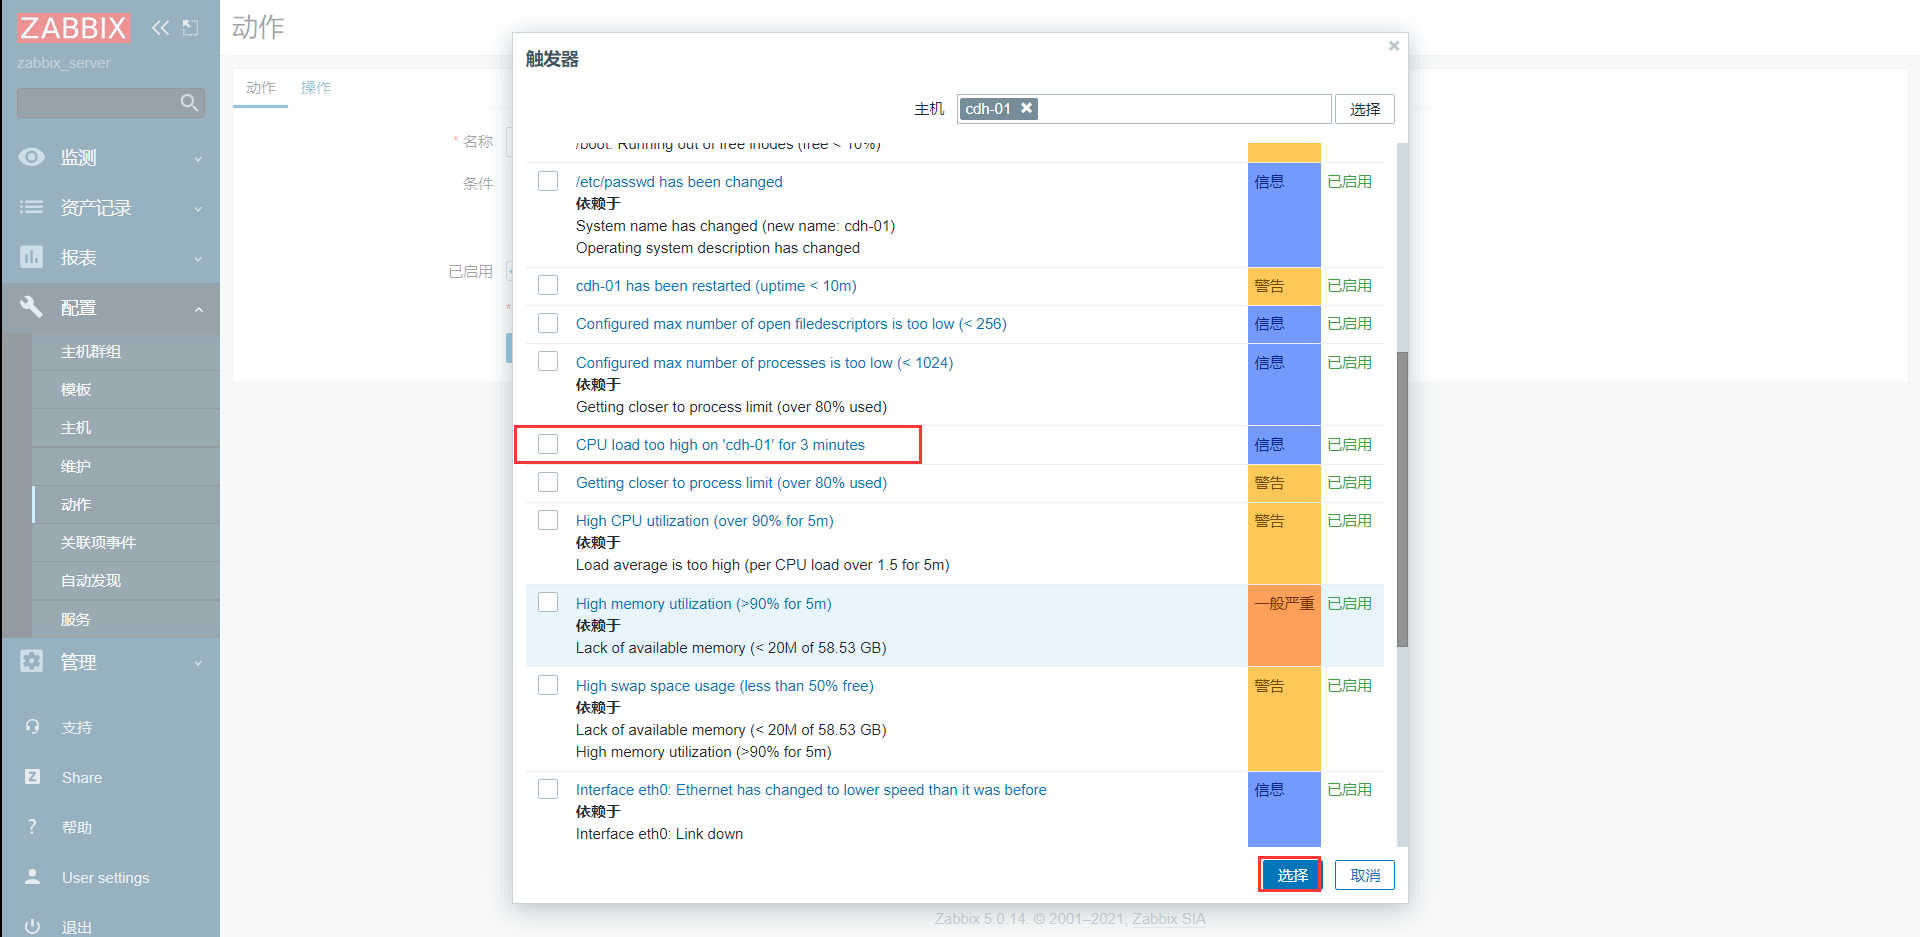 ZABBIX
zabbix_server
监测
资产记录
报表
配置
主机群组
模板
主机
维护
动作
关联项事件
自动发现
服务
管理
支持
Share
帮助
User settings
退出
动作
动作 操作
* 名称
条件
已启用
*
触发器
主机 cdh-01 选择
/boot: Running out of free inodes (free < 10%)
/etc/passwd has been changed 信息 已启用
依赖于
System name has changed (new name: cdh-01)
Operating system description has changed
cdh-01 has been restarted (uptime < 10m) 警告 已启用
Configured max number of open filedescriptors is too low (< 256) 信息 已启用
Configured max number of processes is too low (< 1024) 信息 已启用
依赖于
Getting closer to process limit (over 80% used)
CPU load too high on 'cdh-01' for 3 minutes 信息 已启用
Getting closer to process limit (over 80% used) 警告 已启用
High CPU utilization (over 90% for 5m) 警告 已启用
依赖于
Load average is too high (per CPU load over 1.5 for 5m)
High memory utilization (>90% for 5m) 一般严重 已启用
依赖于
Lack of available memory (< 20M of 58.53 GB)
High swap space usage (less than 50% free) 警告 已启用
依赖于
Lack of available memory (< 20M of 58.53 GB)
High memory utilization (>90% for 5m)
Interface eth0: Ethernet has changed to lower speed than it was before 信息 已启用
依赖于
Interface eth0: Link down
选择 取消
Zabbix 5.0.14. © 2001–2021, Zabbix SIA